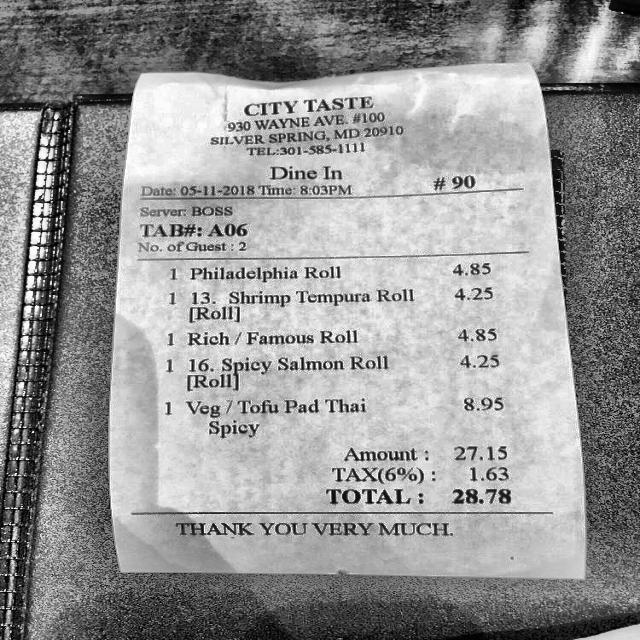 CITY TASTE
930 WAYNE AVE. #100
SILVER SPRING, MD 20910
TEL:301-585-1111
Dine In
Date: 05-11-2018 Time: 8:03PM # 90
Server: BOSS
TAB#: A06
No. of Guest : 2
1 Philadelphia Roll 4.85
1 13. Shrimp Tempura Roll 4.25
[Roll]
1 Rich / Famous Roll 4.85
1 16. Spicy Salmon Roll 4.25
[Roll]
1 Veg / Tofu Pad Thai 8.95
Spicy
Amount : 27.15
TAX(6%) : 1.63
TOTAL : 28.78
THANK YOU VERY MUCH.